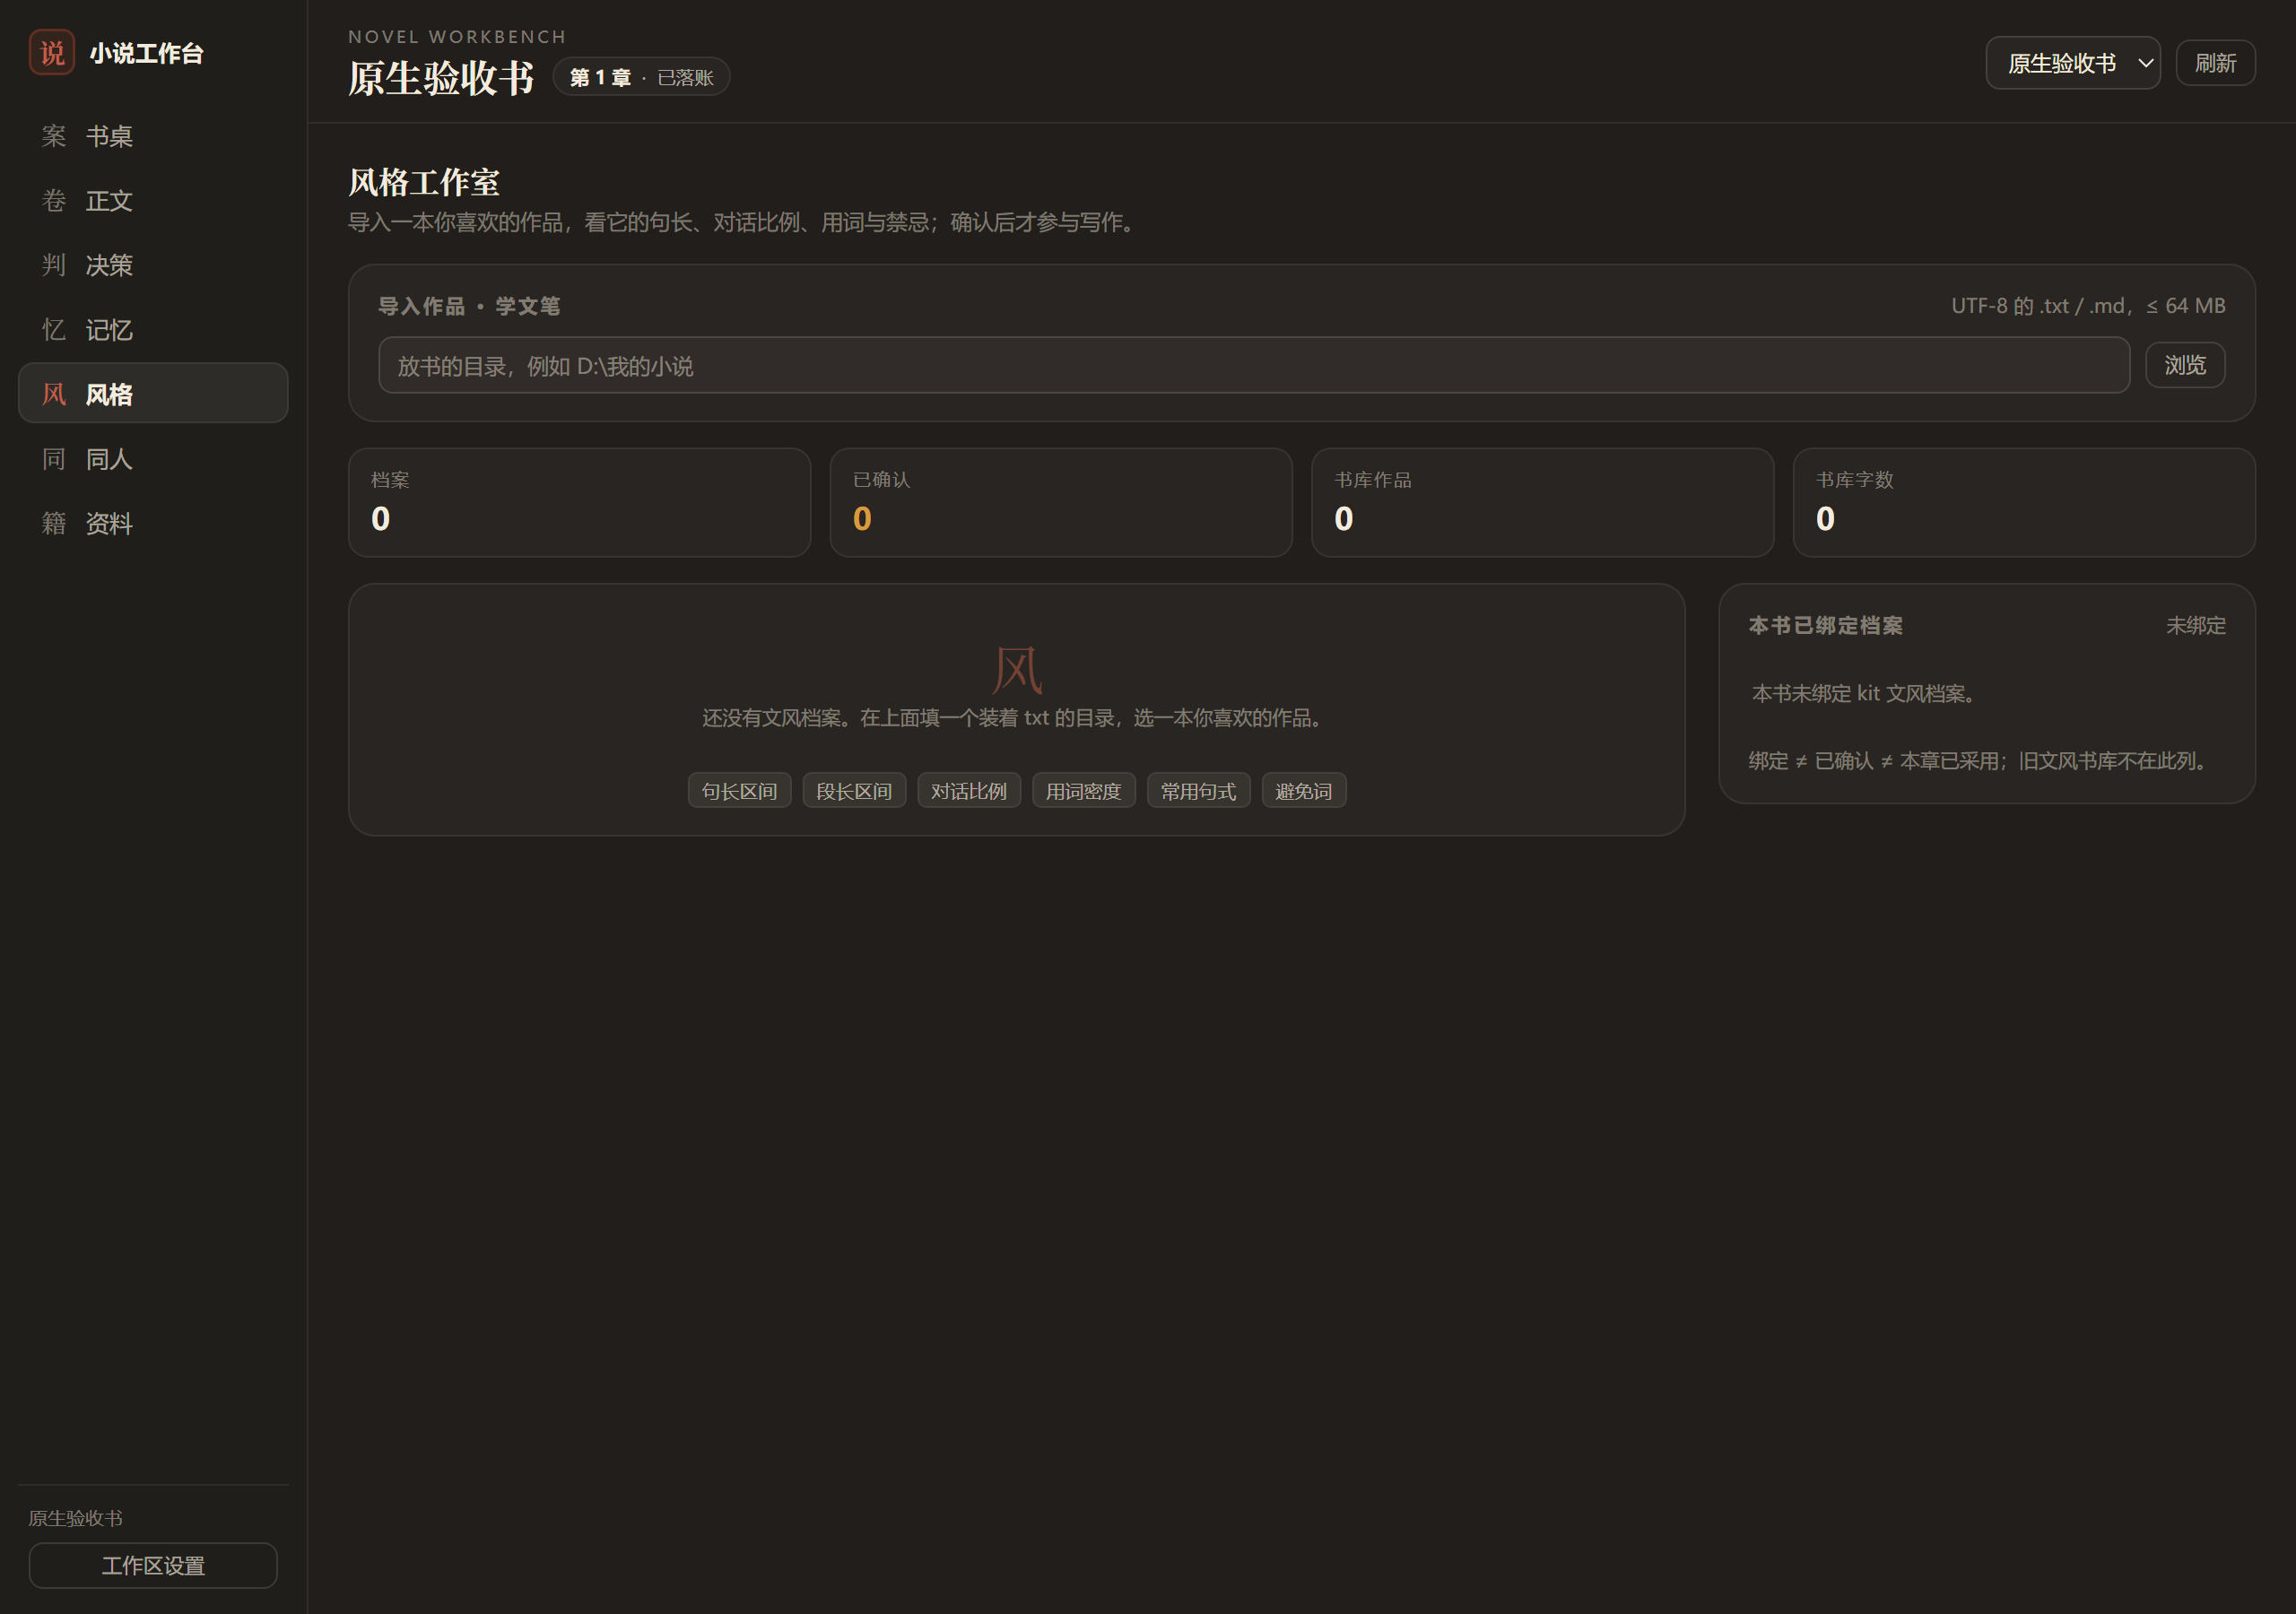 说 小说工作台
案 书桌
卷 正文
判 决策
忆 记忆
风 风格
同 同人
籍 资料
原生验收书
工作区设置
NOVEL WORKBENCH
原生验收书 第 1 章 · 已落账
原生验收书 刷新
风格工作室
导入一本你喜欢的作品，看它的句长、对话比例、用词与禁忌；确认后才参与写作。
导入作品 · 学文笔 UTF-8 的 .txt / .md，≤ 64 MB
放书的目录，例如 D:\我的小说 浏览
档案 已确认 书库作品 书库字数
0 0 0 0
风
还没有文风档案。在上面填一个装着 txt 的目录，选一本你喜欢的作品。
句长区间 段长区间 对话比例 用词密度 常用句式 避免词
本书已绑定档案 未绑定
本书未绑定 kit 文风档案。
绑定 ≠ 已确认 ≠ 本章已采用；旧文风书库不在此列。